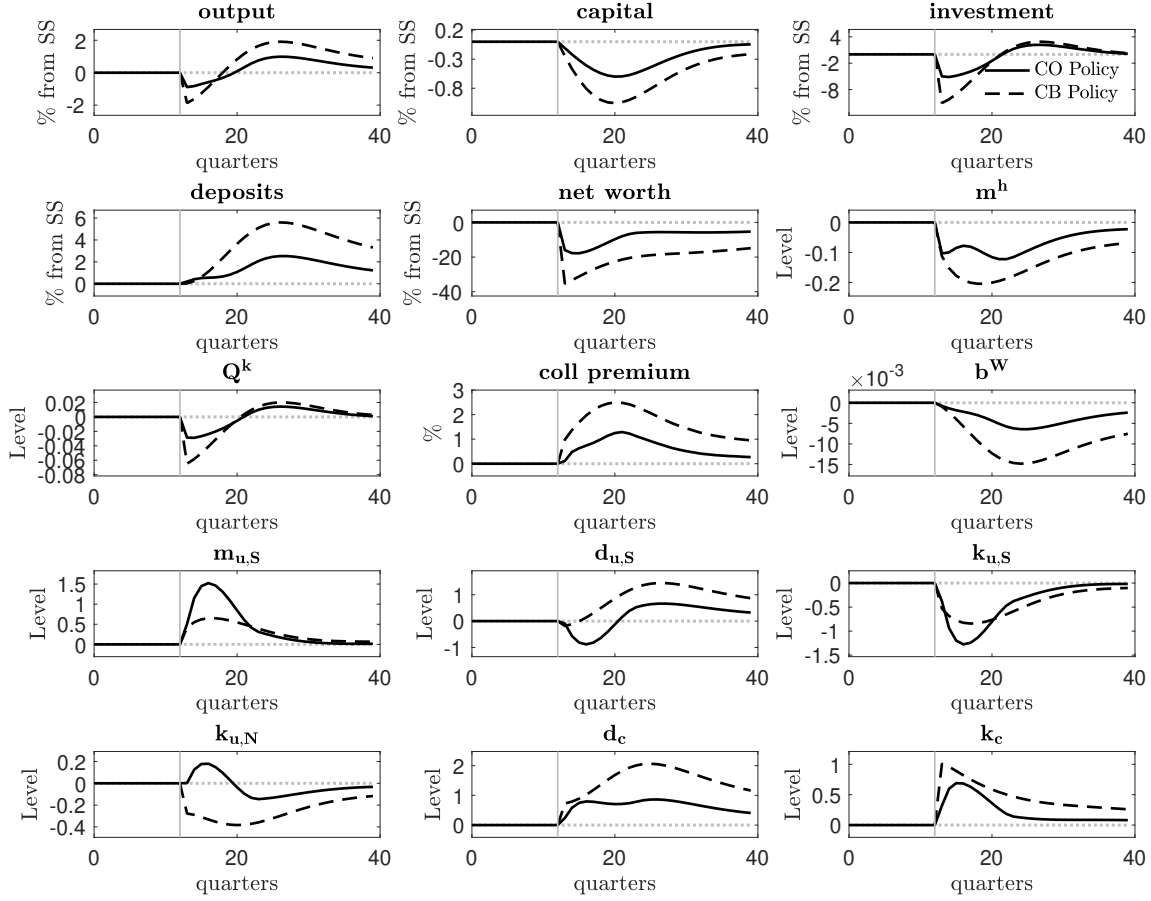 output
% from SS
2
0
-2
0 20 40
quarters
capital
% from SS
0.2
-0.3
-0.8
0 20 40
quarters
investment
% from SS
4
-2
-8
CO Policy
CB Policy
0 20 40
quarters
deposits
% from SS
6
4
2
0
0 20 40
quarters
net worth
% from SS
0
-20
-40
0 20 40
quarters
m^h
Level
0
-0.1
-0.2
0 20 40
quarters
Q^k
Level
0.02
0
-0.02
-0.04
-0.06
-0.08
0 20 40
quarters
coll premium
%
3
2
1
0
0 20 40
quarters
b^W
×10^-3
Level
0
-5
-10
-15
0 20 40
quarters
m_u,S
Level
1.5
1
0.5
0
0 20 40
quarters
d_u,S
Level
1
0
-1
0 20 40
quarters
k_u,S
Level
0
-0.5
-1
-1.5
0 20 40
quarters
k_u,N
Level
0.2
0
-0.2
-0.4
0 20 40
quarters
d_c
Level
2
1
0
0 20 40
quarters
k_c
Level
1
0.5
0
0 20 40
quarters